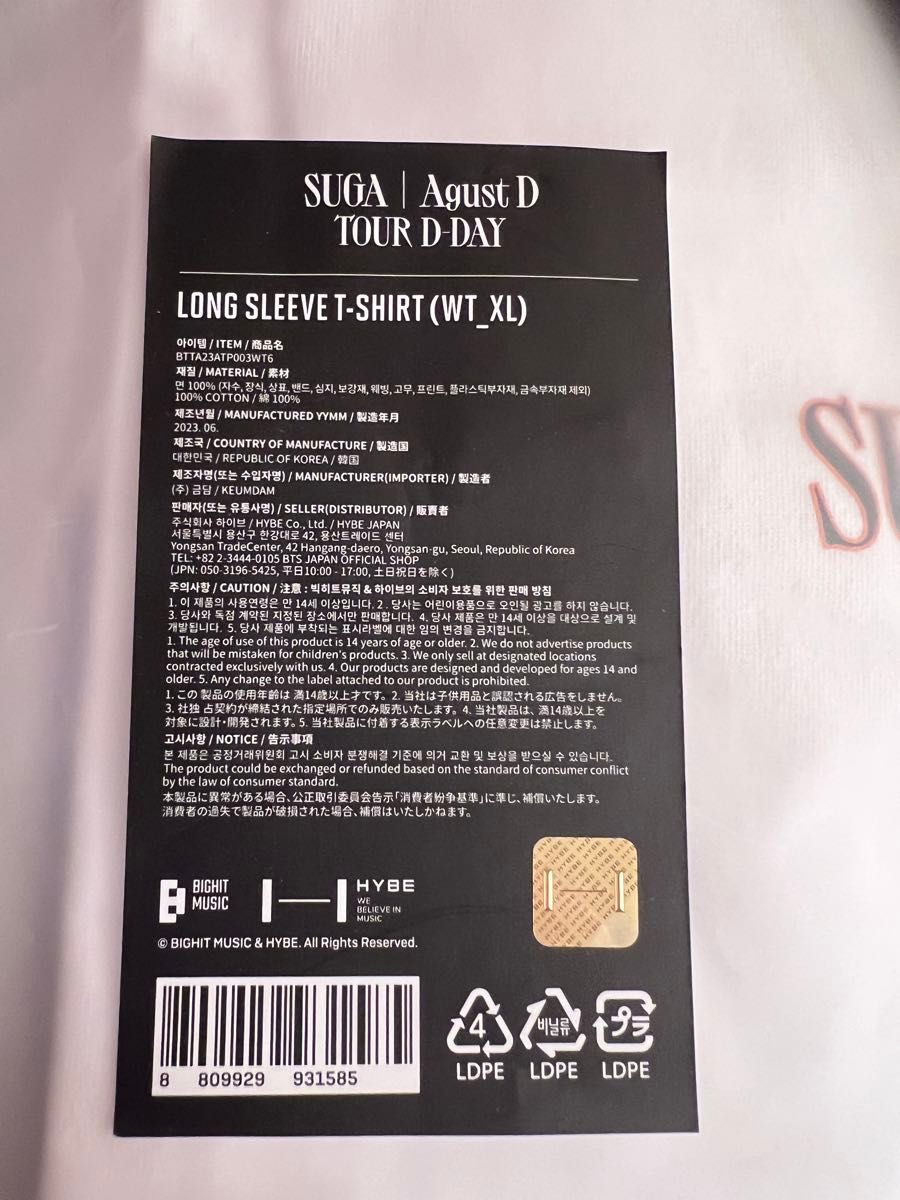 SUGA | Agust D
TOUR D-DAY
LONG SLEEVE T-SHIRT (WT_XL)
아이템 / ITEM / 商品名
BTTA23ATP003WT6
재질 / MATERIAL / 素材
면 100% (자수, 장식, 상표, 밴드, 심지, 보강재, 웨빙, 고무, 프린트, 플라스틱부자재, 금속부자재 제외)
100% COTTON / 綿 100%
제조년월 / MANUFACTURED YYMM / 製造年月
2023. 06.
제조국 / COUNTRY OF MANUFACTURE / 製造国
대한민국 / REPUBLIC OF KOREA / 韓国
제조자명(또는 수입자명) / MANUFACTURER(IMPORTER) / 製造者
(주) 금담 / KEUMDAM
판매자(또는 유통사명) / SELLER(DISTRIBUTOR) / 販賣者
주식회사 하이브 / HYBE Co., Ltd. / HYBE JAPAN
서울특별시 용산구 한강대로 42, 용산트레이드 센터
Yongsan TradeCenter, 42 Hangang-daero, Yongsan-gu, Seoul, Republic of Korea
TEL: +82 2-3444-0105 BTS JAPAN OFFICIAL SHOP
(JPN: 050-3196-5425, 平日10:00 - 17:00, 土日祝日を除く)
주의사항 / CAUTION / 注意 : 빅히트뮤직 & 하이브의 소비자 보호를 위한 판매 방침
1. 이 제품의 사용연령은 만 14세 이상입니다. 2. 당사는 어린이용품으로 오인될 광고를 하지 않습니다.
3. 당사와 독점 계약된 지정된 장소에서만 판매합니다. 4. 당사 제품은 만 14세 이상을 대상으로 설계 및
개발됩니다. 5. 당사 제품에 부착되는 표시라벨에 대한 임의 변경을 금지합니다.
1. The age of use of this product is 14 years of age or older. 2. We do not advertise products
that will be mistaken for children's products. 3. We only sell at designated locations
contracted exclusively with us. 4. Our products are designed and developed for ages 14 and
older. 5. Any change to the label attached to our product is prohibited.
1. この 製品の使用年齢は 満14歳以上才です。 2. 当社は子供用品と誤認される広告をしません。
3. 社独 占契約が締結された指定場所でのみ販売いたします。 4. 当社製品は、満14歳以上を
対象に設計・開発されます。 5. 当社製品に付着する表示ラベルへの任意変更は禁止します。
고시사항 / NOTICE / 告示事項
본 제품은 공정거래위원회 고시 소비자 분쟁해결 기준에 의거 교환 및 보상을 받으실 수 있습니다.
The product could be exchanged or refunded based on the standard of consumer conflict
by the law of consumer standard.
本製品に異常がある場合、公正取引委員会告示「消費者紛争基準」に準じ、補償いたします。
消費者の過失で製品が破損された場合、補償はいたしかねます。
BIGHIT
MUSIC
HYBE
WE
BELIEVE IN
MUSIC
© BIGHIT MUSIC & HYBE. All Rights Reserved.
8 809929 931585
4
LDPE
비닐류
LDPE
プラ
LDPE
SU